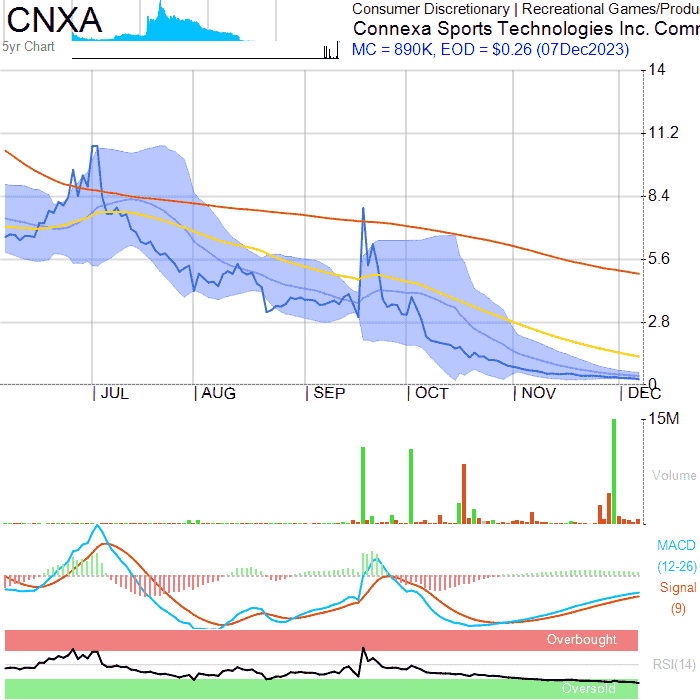 CNXA
5yr Chart
Consumer Discretionary | Recreational Games/Produ
Connexa Sports Technologies Inc. Comm
MC = 890K, EOD = $0.26 (07Dec2023)
14
11.2
8.4
5.6
2.8
0
JUL
AUG
SEP
OCT
NOV
DEC
15M
Volume
MACD
(12-26)
Signal
(9)
Overbought
RSI(14)
Oversold